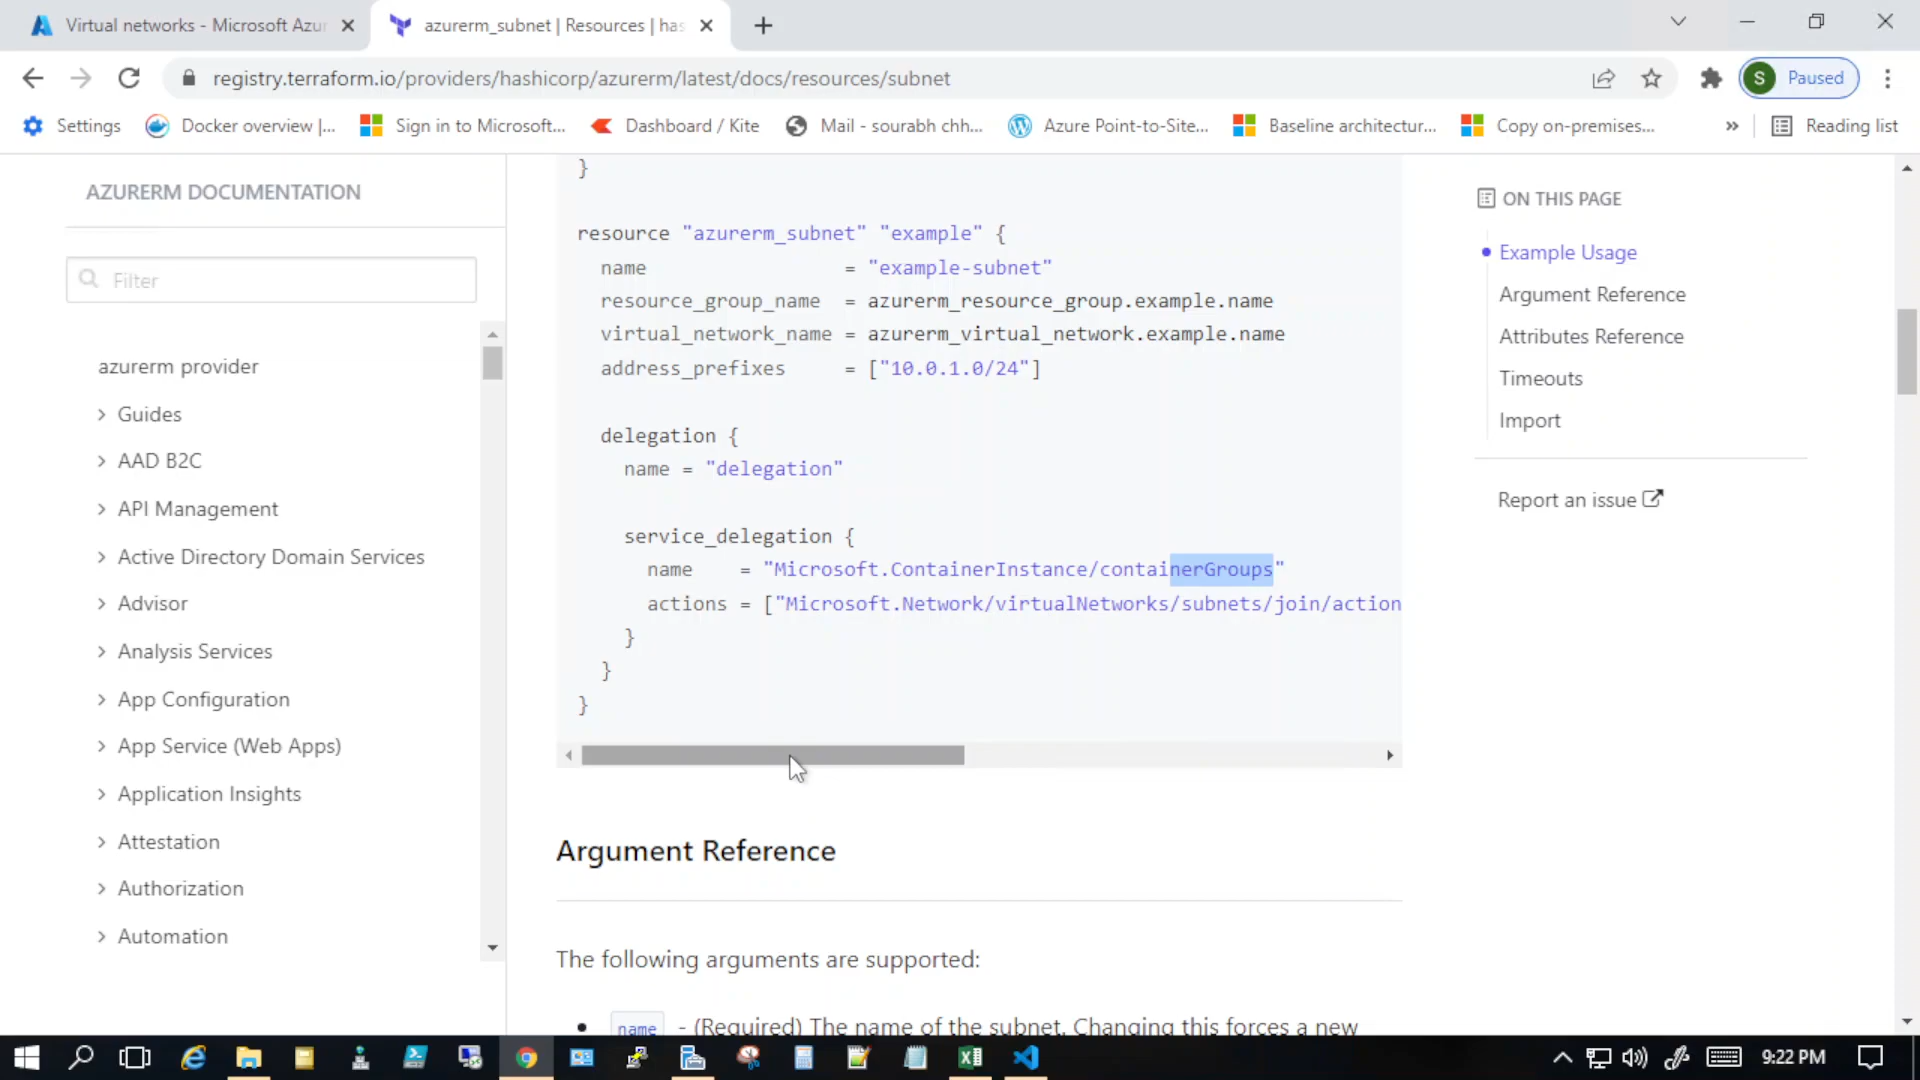 Virtual networks - Microsoft Azur
azurerm_subnet | Resources | has
registry.terraform.io/providers/hashicorp/azurerm/latest/docs/resources/subnet
S Paused
Settings
Docker overview |...
Sign in to Microsoft...
Dashboard / Kite
Mail - sourabh chh...
Azure Point-to-Site...
Baseline architectur...
Copy on-premises...
»
Reading list
AZURERM DOCUMENTATION
Filter
azurerm provider
Guides
AAD B2C
API Management
Active Directory Domain Services
Advisor
Analysis Services
App Configuration
App Service (Web Apps)
Application Insights
Attestation
Authorization
Automation
}
resource "azurerm_subnet" "example" {
name = "example-subnet"
resource_group_name = azurerm_resource_group.example.name
virtual_network_name = azurerm_virtual_network.example.name
address_prefixes = ["10.0.1.0/24"]
delegation {
name = "delegation"
service_delegation {
name = "Microsoft.ContainerInstance/containerGroups"
actions = ["Microsoft.Network/virtualNetworks/subnets/join/action
}
}
}
Argument Reference
The following arguments are supported:
• name - (Required) The name of the subnet. Changing this forces a new
ON THIS PAGE
Example Usage
Argument Reference
Attributes Reference
Timeouts
Import
Report an issue
9:22 PM